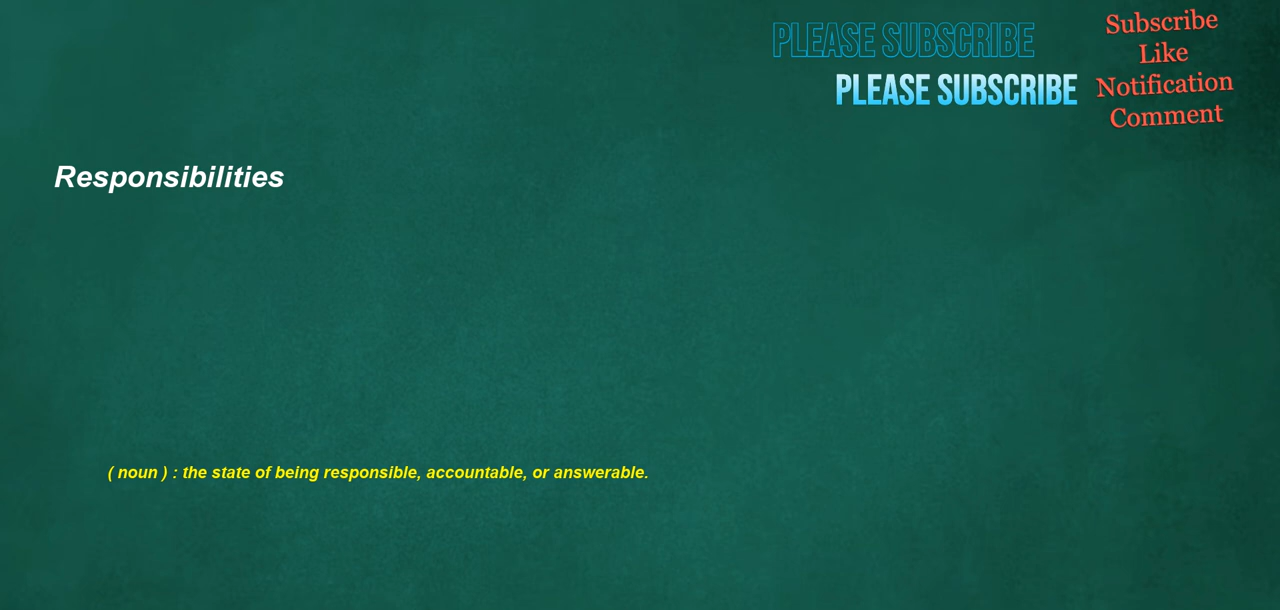 PLEASE SUBSCRIBE
PLEASE SUBSCRIBE
Subscribe
Like
Notification
Comment
Responsibilities
( noun ) : the state of being responsible, accountable, or answerable.